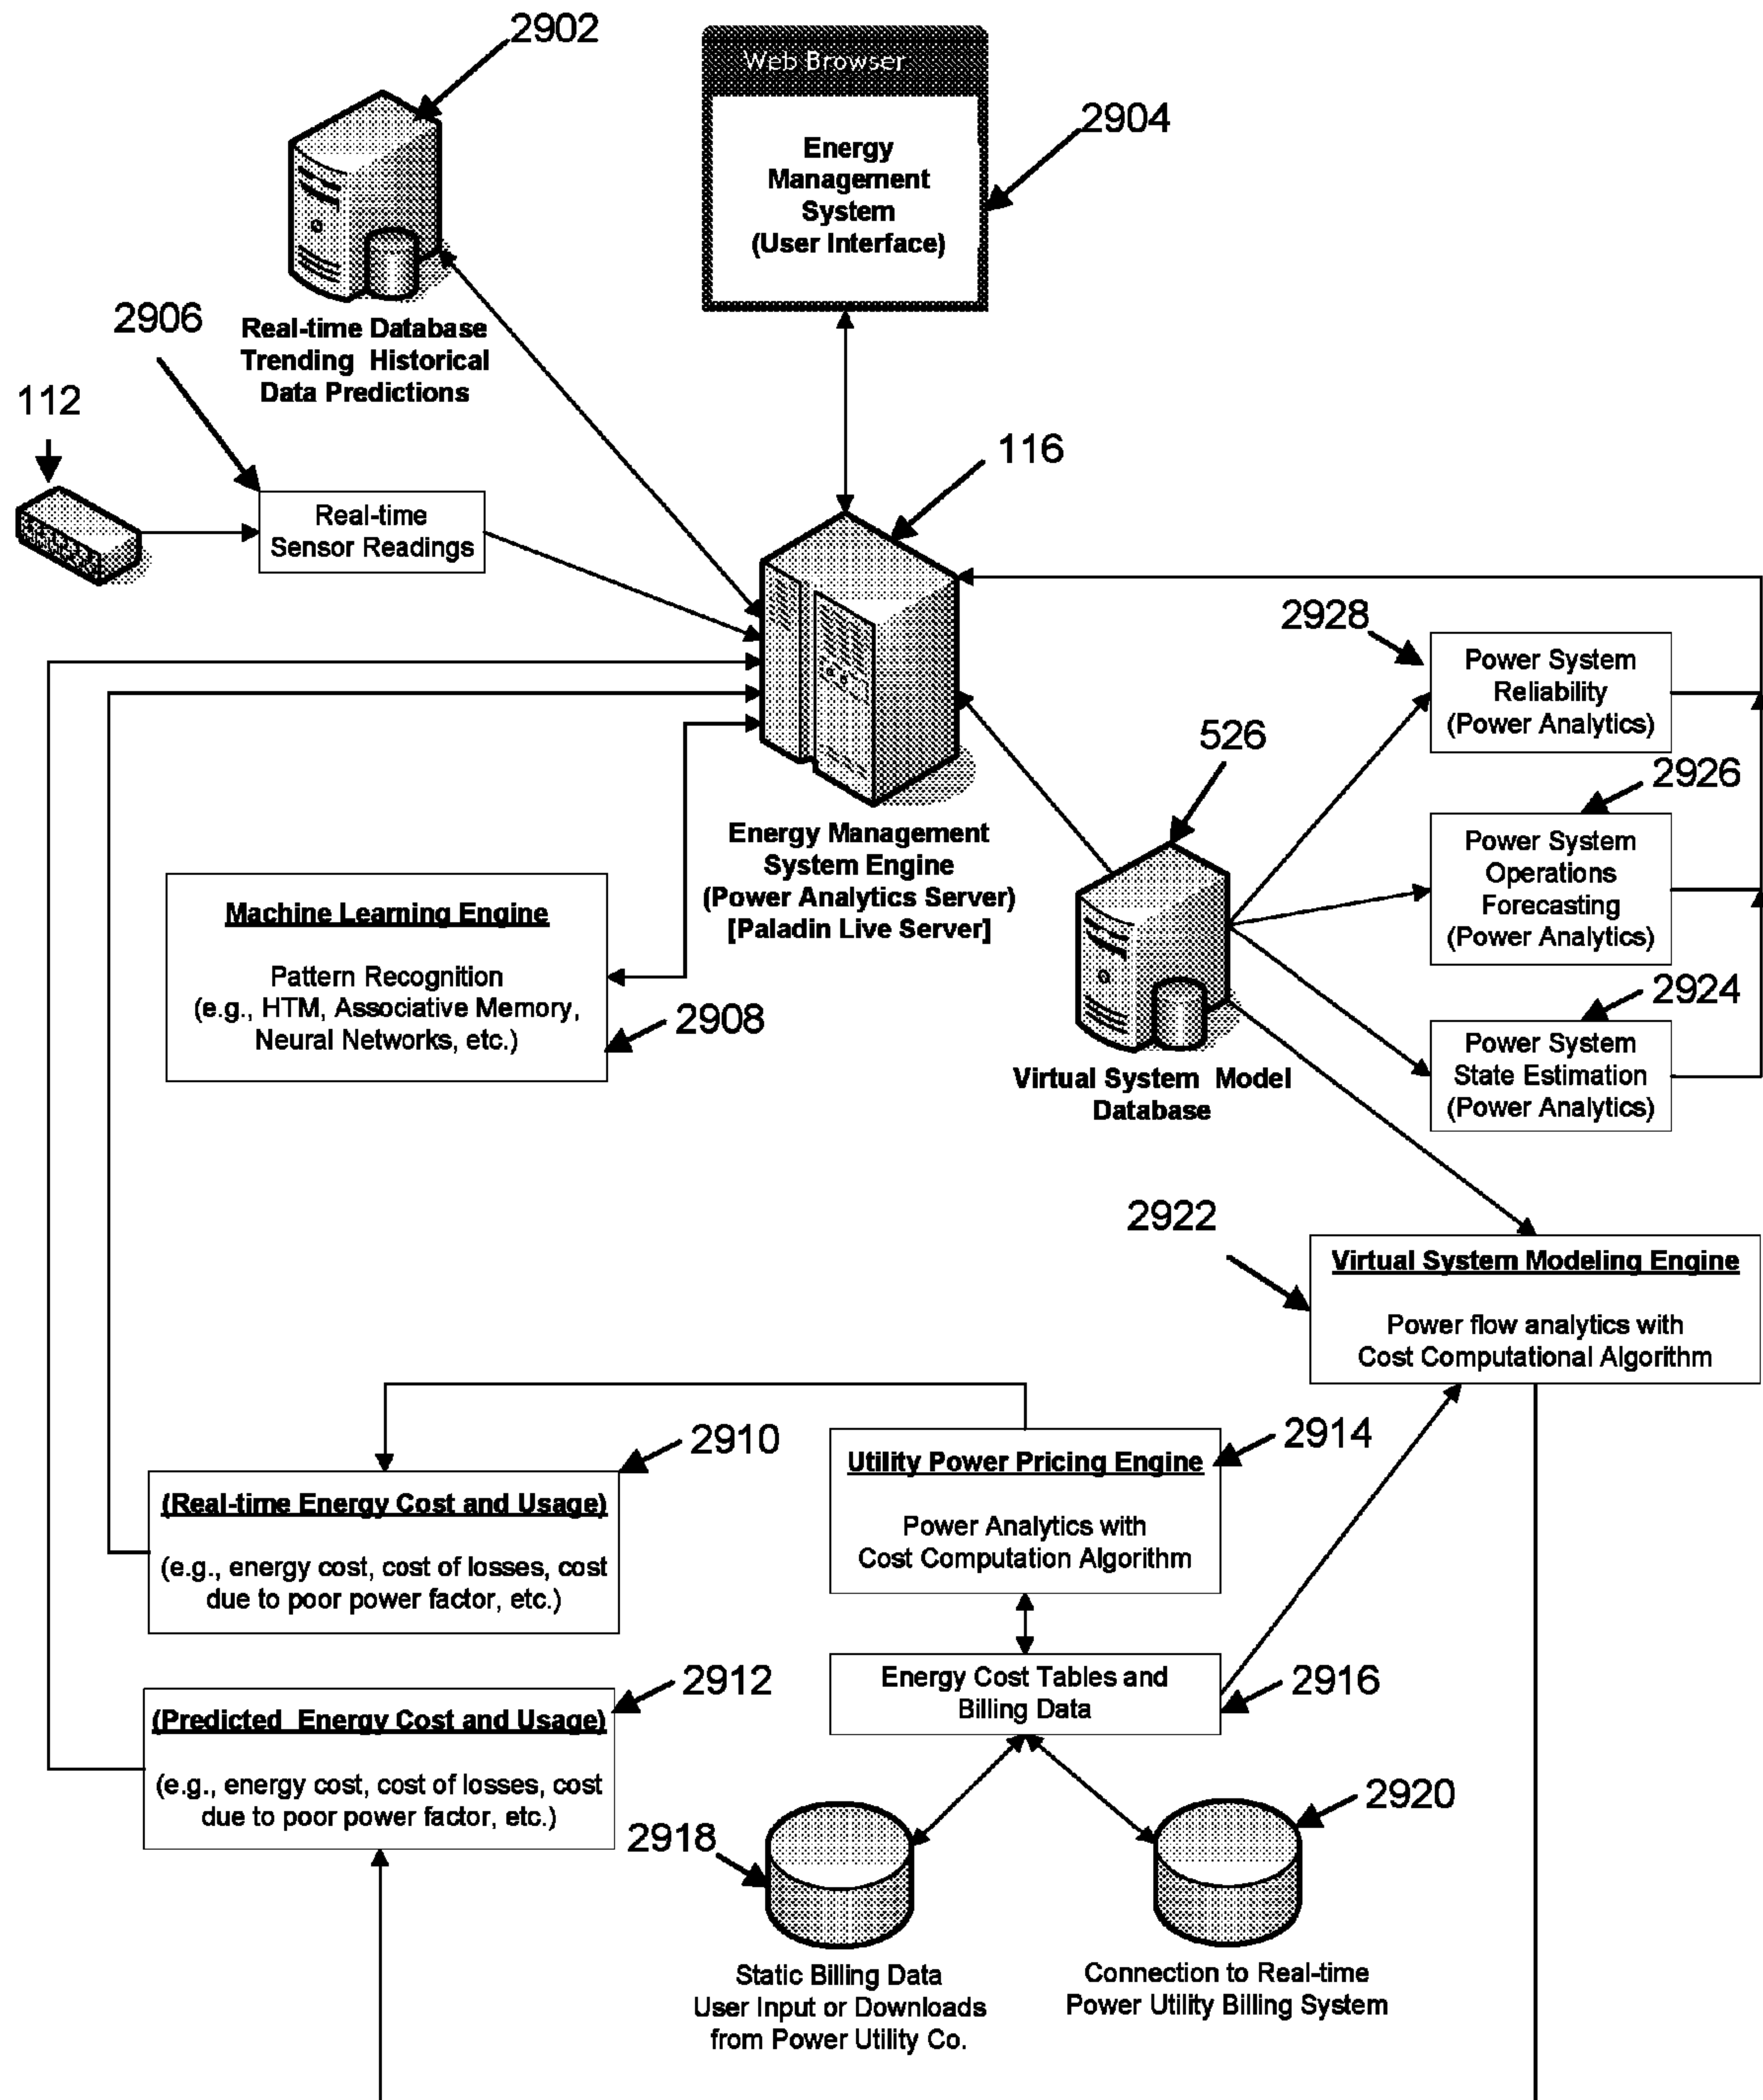 2902
Web Browser
2904
Energy
Management
System
(User Interface)
2906
Real-time Database
Trending Historical
Data Predictions
112
116
Real-time
Sensor Readings
2928
Power System
Reliability
(Power Analytics)
526
2926
Power System
Operations
Forecasting
(Power Analytics)
Energy Management
System Engine
(Power Analytics Server)
[Paladin Live Server]
Machine Learning Engine
Pattern Recognition
(e.g., HTM, Associative Memory,
Neural Networks, etc.)
2908
2924
Power System
State Estimation
(Power Analytics)
Virtual System Model
Database
2922
Virtual System Modeling Engine
Power flow analytics with
Cost Computational Algorithm
2910
2914
(Real-time Energy Cost and Usage)
(e.g., energy cost, cost of losses, cost
due to poor power factor, etc.)
Utility Power Pricing Engine
Power Analytics with
Cost Computation Algorithm
2912
(Predicted Energy Cost and Usage)
(e.g., energy cost, cost of losses, cost
due to poor power factor, etc.)
Energy Cost Tables and
Billing Data
2916
2918
2920
Static Billing Data
User Input or Downloads
from Power Utility Co.
Connection to Real-time
Power Utility Billing System